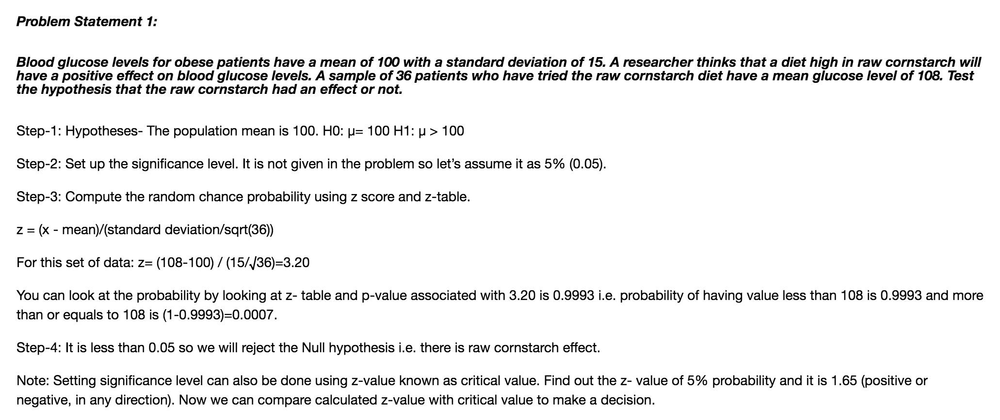 Problem Statement 1:
Blood glucose levels for obese patients have a mean of 100 with a standard deviation of 15. A researcher thinks that a diet high in raw cornstarch will
have a positive effect on blood glucose levels. A sample of 36 patients who have tried the raw cornstarch diet have a mean glucose level of 108. Test
the hypothesis that the raw cornstarch had an effect or not.
Step-1: Hypotheses- The population mean is 100. H0: μ= 100 H1: μ > 100
Step-2: Set up the significance level. It is not given in the problem so let’s assume it as 5% (0.05).
Step-3: Compute the random chance probability using z score and z-table.
z = (x - mean)/(standard deviation/sqrt(36))
For this set of data: z= (108-100) / (15/√36)=3.20
You can look at the probability by looking at z- table and p-value associated with 3.20 is 0.9993 i.e. probability of having value less than 108 is 0.9993 and more
than or equals to 108 is (1-0.9993)=0.0007.
Step-4: It is less than 0.05 so we will reject the Null hypothesis i.e. there is raw cornstarch effect.
Note: Setting significance level can also be done using z-value known as critical value. Find out the z- value of 5% probability and it is 1.65 (positive or
negative, in any direction). Now we can compare calculated z-value with critical value to make a decision.